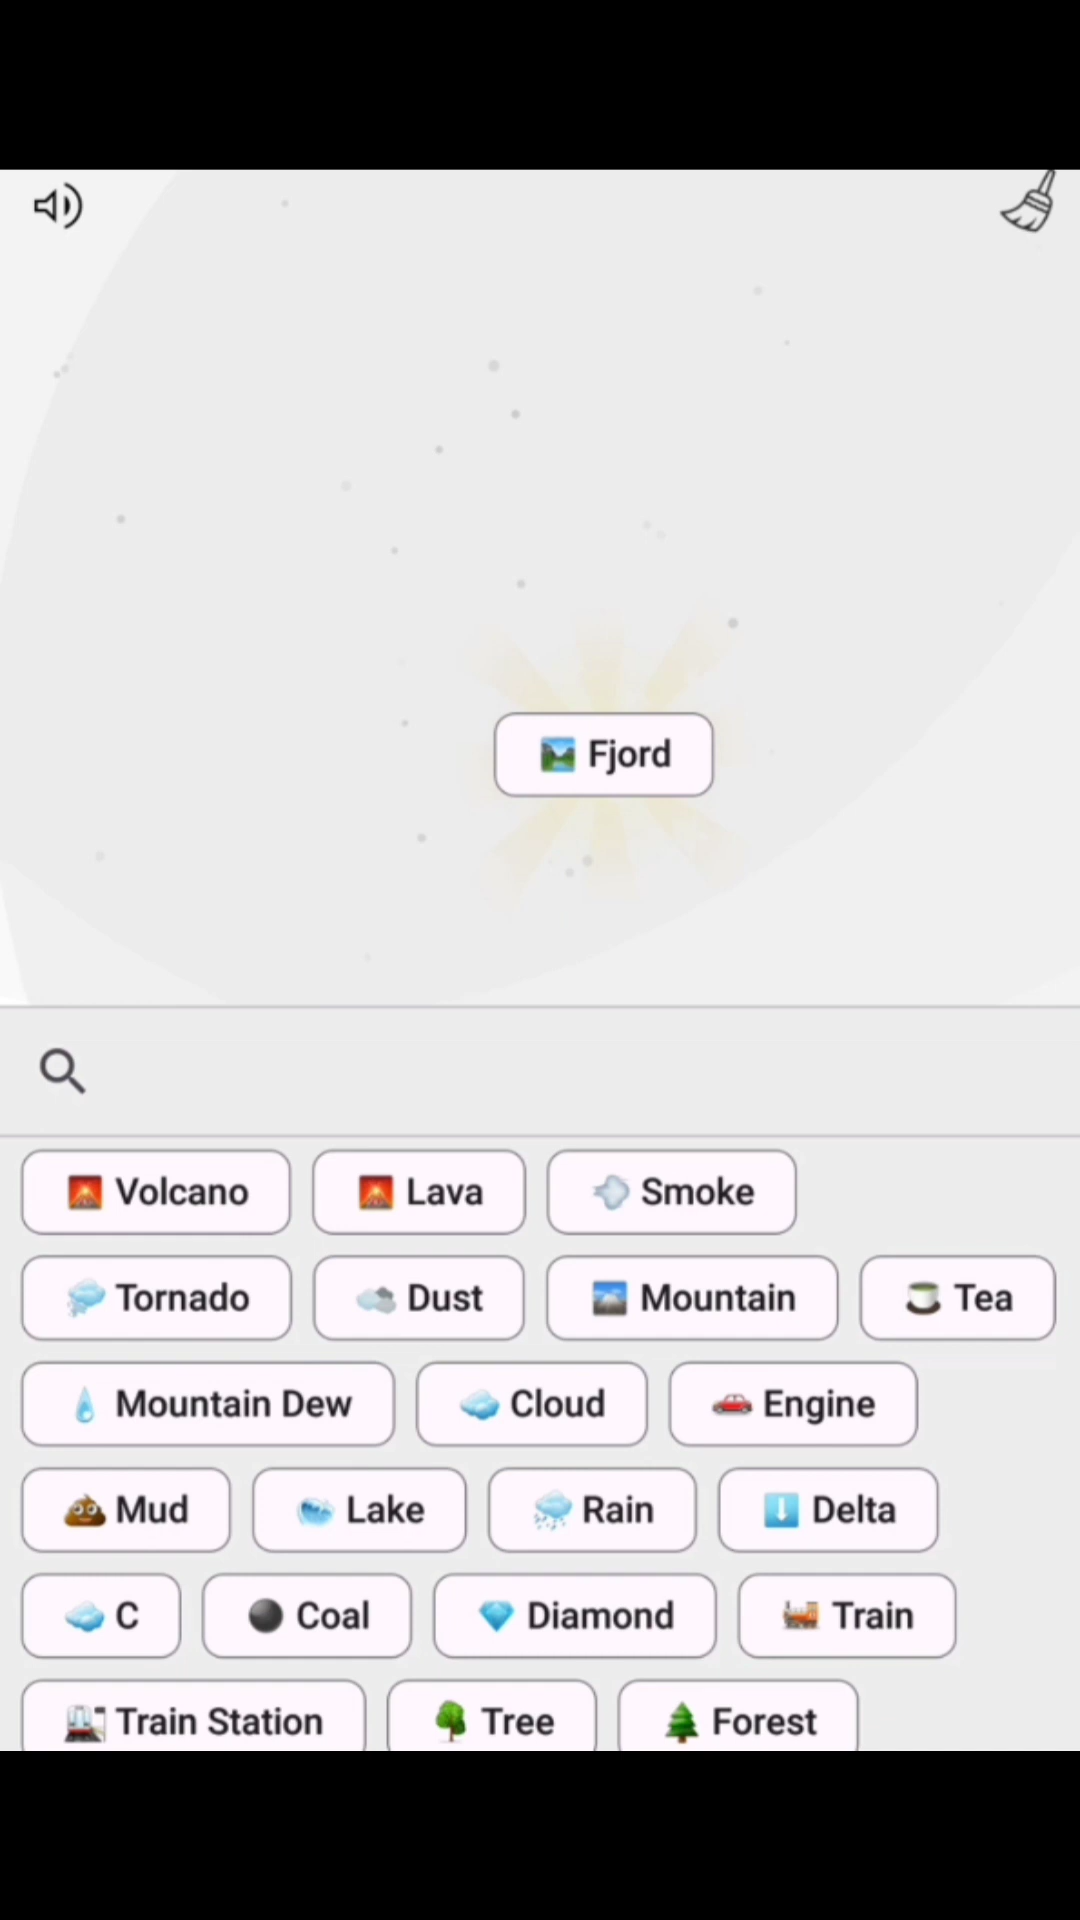 Fjord
Volcano Lava Smoke
Tornado Dust Mountain Tea
Mountain Dew Cloud Engine
Mud Lake Rain Delta
C Coal Diamond Train
Train Station Tree Forest